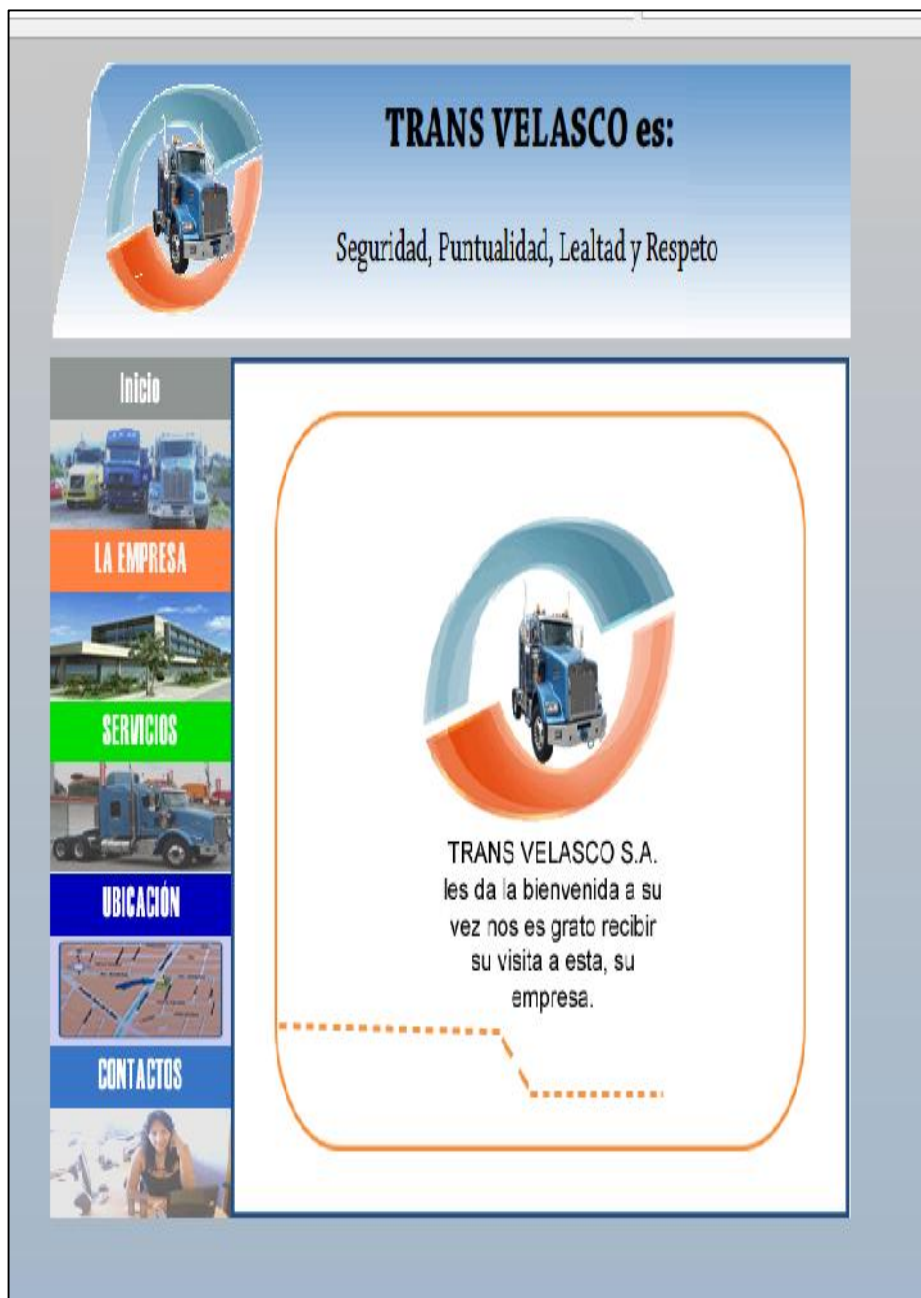 TRANS VELASCO es:
Seguridad, Puntualidad, Lealtad y Respeto
Inicio
LA EMPRESA
SERVICIOS
UBICACIÓN
CONTACTOS
TRANS VELASCO S.A.
les da la bienvenida a su
vez nos es grato recibir
su visita a esta, su
empresa.